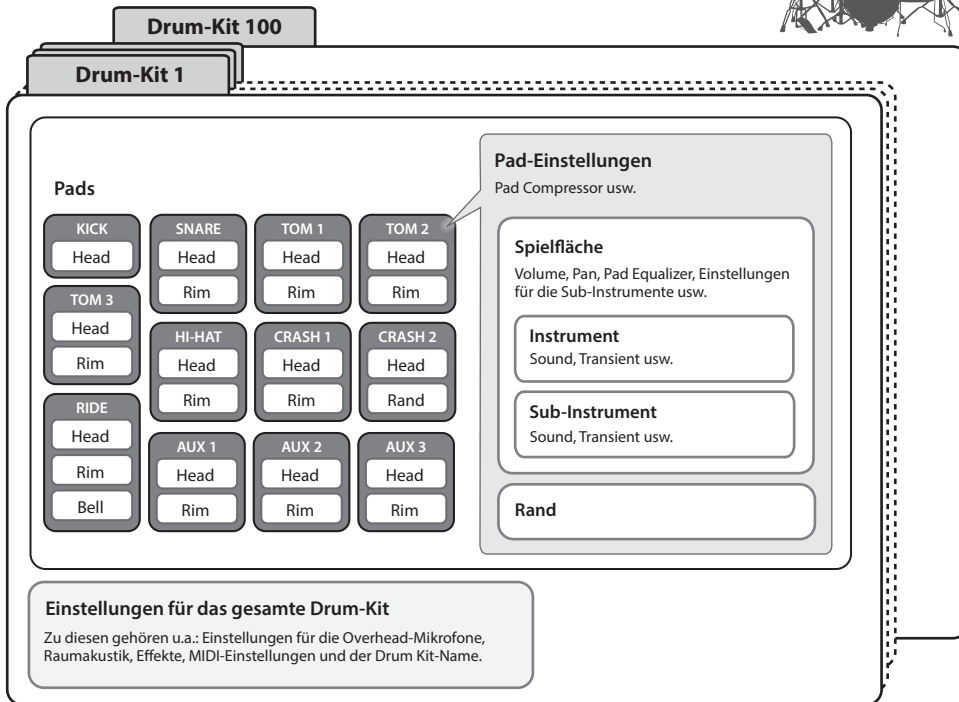 Drum-Kit 100
Drum-Kit 1
Pads
KICK
Head
TOM 3
Head
Rim
RIDE
Head
Rim
Bell
SNARE
Head
Rim
HI-HAT
Head
Rim
AUX 1
Head
Rim
TOM 1
Head
Rim
CRASH 1
Head
Rim
AUX 2
Head
Rim
TOM 2
Head
Rim
CRASH 2
Head
Rand
AUX 3
Head
Rim
Pad-Einstellungen
Pad Compressor usw.
Spielfläche
Volume, Pan, Pad Equalizer, Einstellungen
für die Sub-Instrumente usw.
Instrument
Sound, Transient usw.
Sub-Instrument
Sound, Transient usw.
Rand
Einstellungen für das gesamte Drum-Kit
Zu diesen gehören u.a.: Einstellungen für die Overhead-Mikrofone,
Raumakustik, Effekte, MIDI-Einstellungen und der Drum Kit-Name.